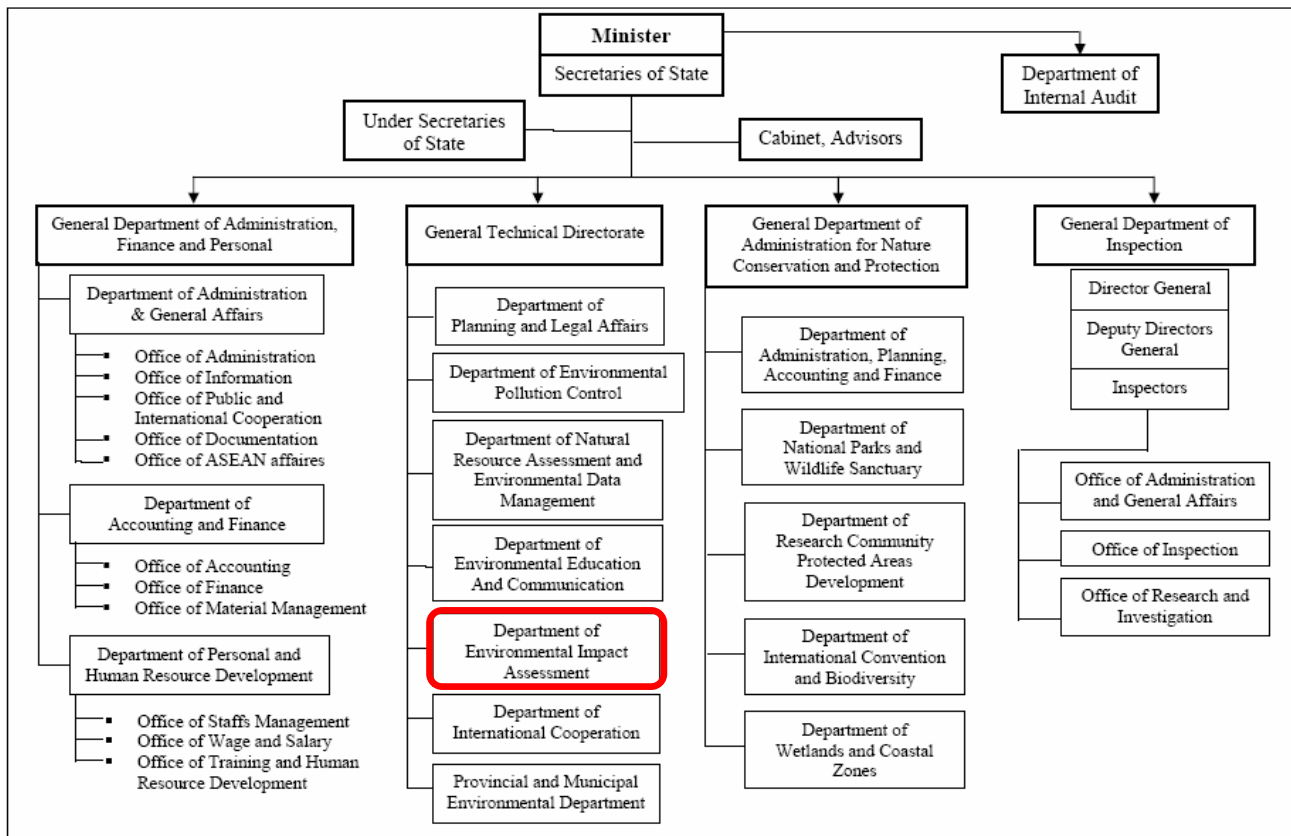 Minister
Secretaries of State
Department of
Internal Audit
Under Secretaries
of State
Cabinet, Advisors
General Department of Administration,
Finance and Personal
Department of Administration
& General Affairs
Office of Administration
Office of Information
Office of Public and
International Cooperation
Office of Documentation
Office of ASEAN affaires
Department of
Accounting and Finance
Office of Accounting
Office of Finance
Office of Material Management
Department of Personal and
Human Resource Development
Office of Staffs Management
Office of Wage and Salary
Office of Training and Human
Resource Development
General Technical Directorate
Department of
Planning and Legal Affairs
Department of Environmental
Pollution Control
Department of Natural
Resource Assessment and
Environmental Data
Management
Department of
Environmental Education
And Communication
Department of
Environmental Impact
Assessment
Department of
International Cooperation
Provincial and Municipal
Environmental Department
General Department of
Administration for Nature
Conservation and Protection
Department of
Administration, Planning,
Accounting and Finance
Department of
National Parks and
Wildlife Sanctuary
Department of
Research Community
Protected Areas
Development
Department of
International Convention
and Biodiversity
Department of
Wetlands and Coastal
Zones
General Department of
Inspection
Director General
Deputy Directors
General
Inspectors
Office of Administration
and General Affairs
Office of Inspection
Office of Research and
Investigation